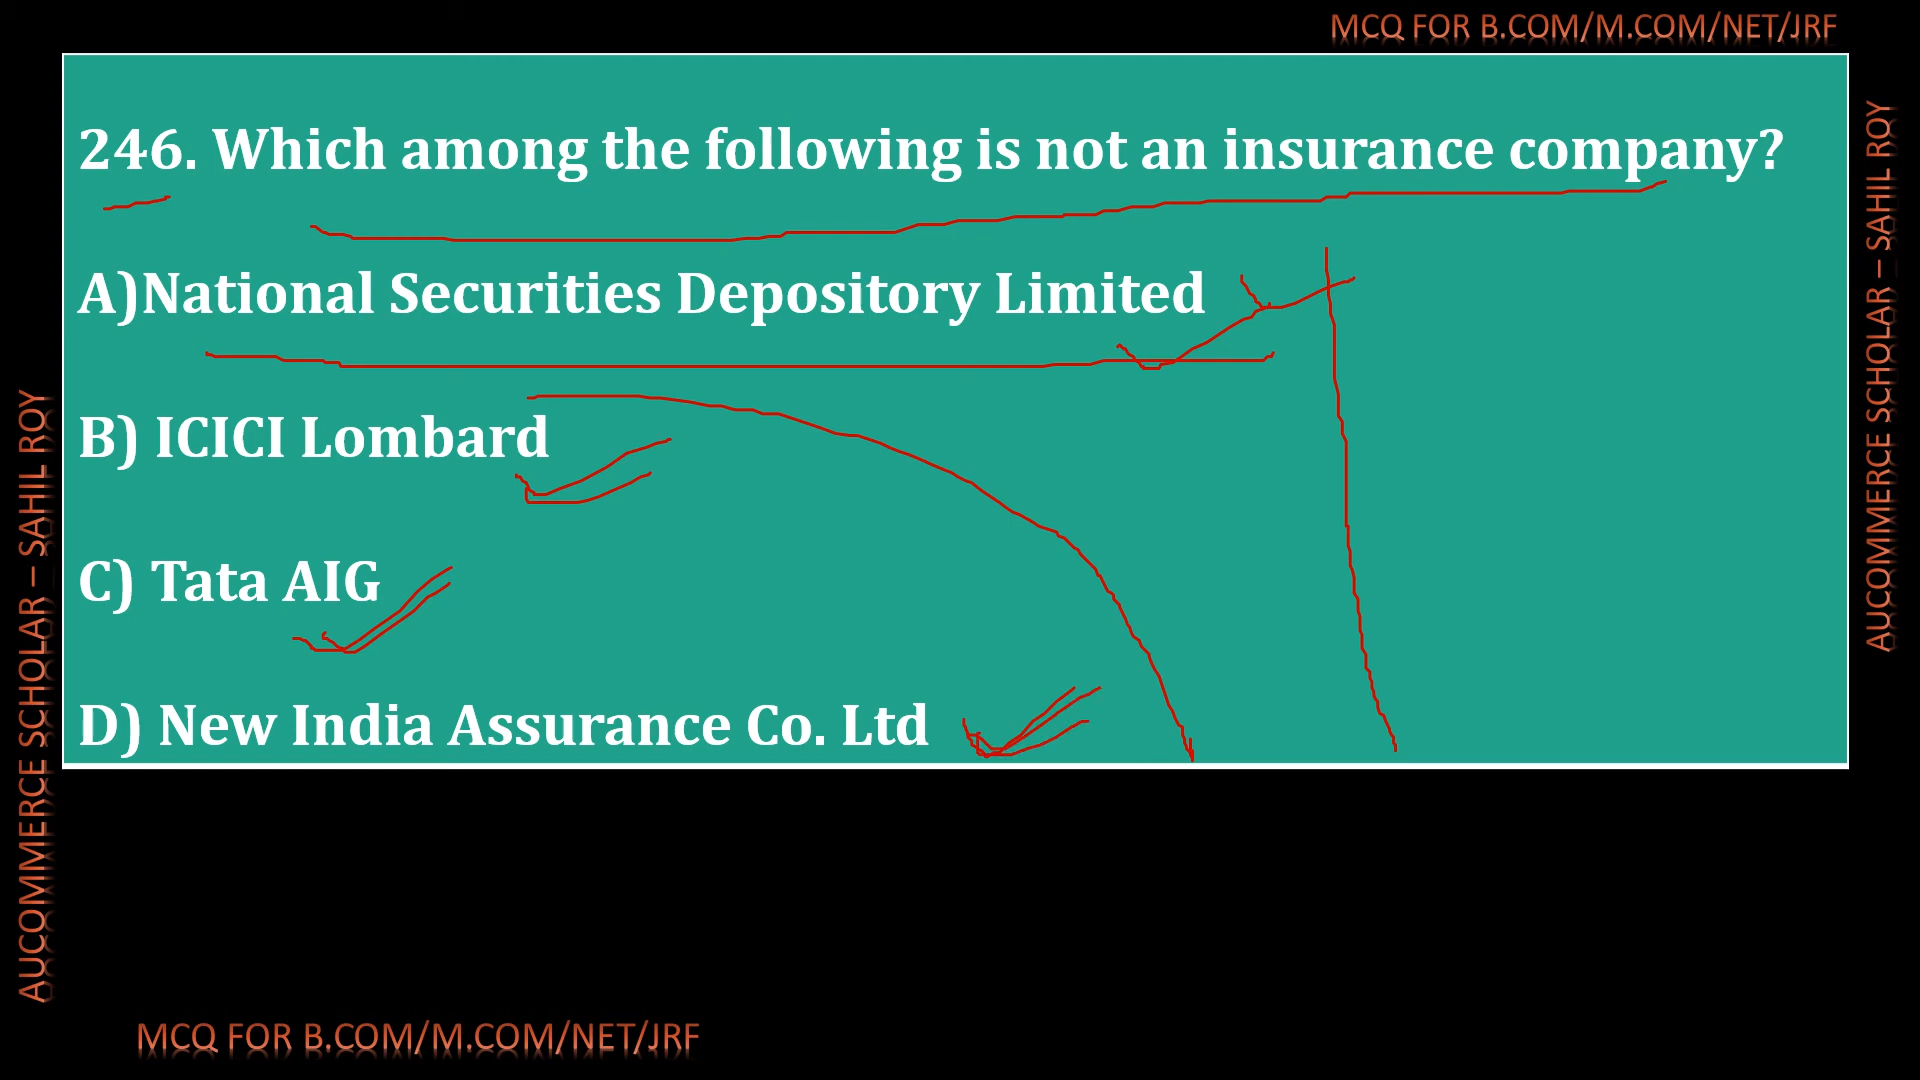 MCQ FOR B.COM/M.COM/NET/JRF
246. Which among the following is not an insurance company?
A)National Securities Depository Limited
B) ICICI Lombard
C) Tata AIG
D) New India Assurance Co. Ltd
AUCOMMERCE SCHOLAR – SAHIL ROY
AUCOMMERCE SCHOLAR – SAHIL ROY
MCQ FOR B.COM/M.COM/NET/JRF